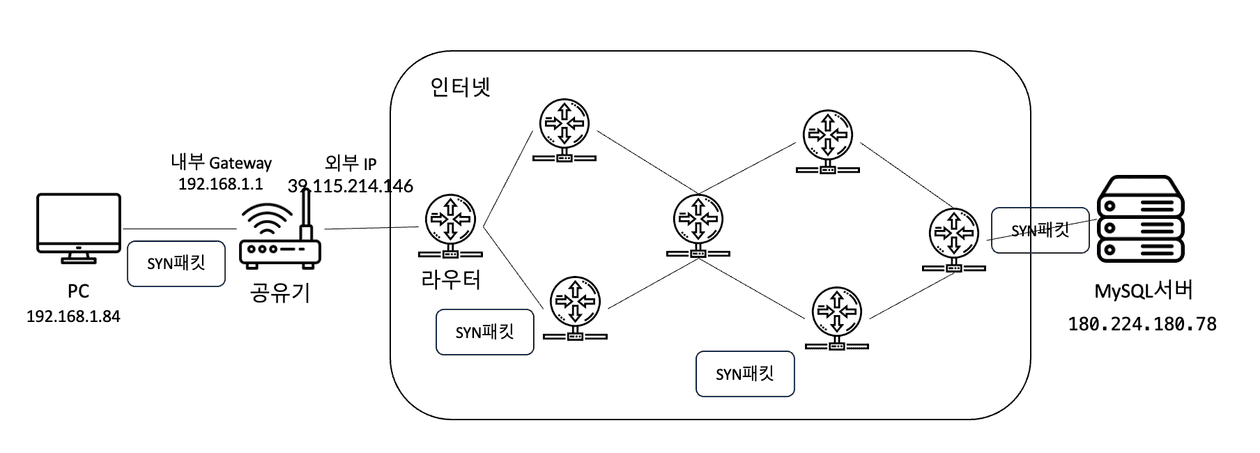 인터넷
내부 Gateway
192.168.1.1
외부 IP
39.115.214.146
SYN패킷
PC
192.168.1.84
공유기
라우터
SYN패킷
SYN패킷
SYN패킷
MySQL서버
180.224.180.78